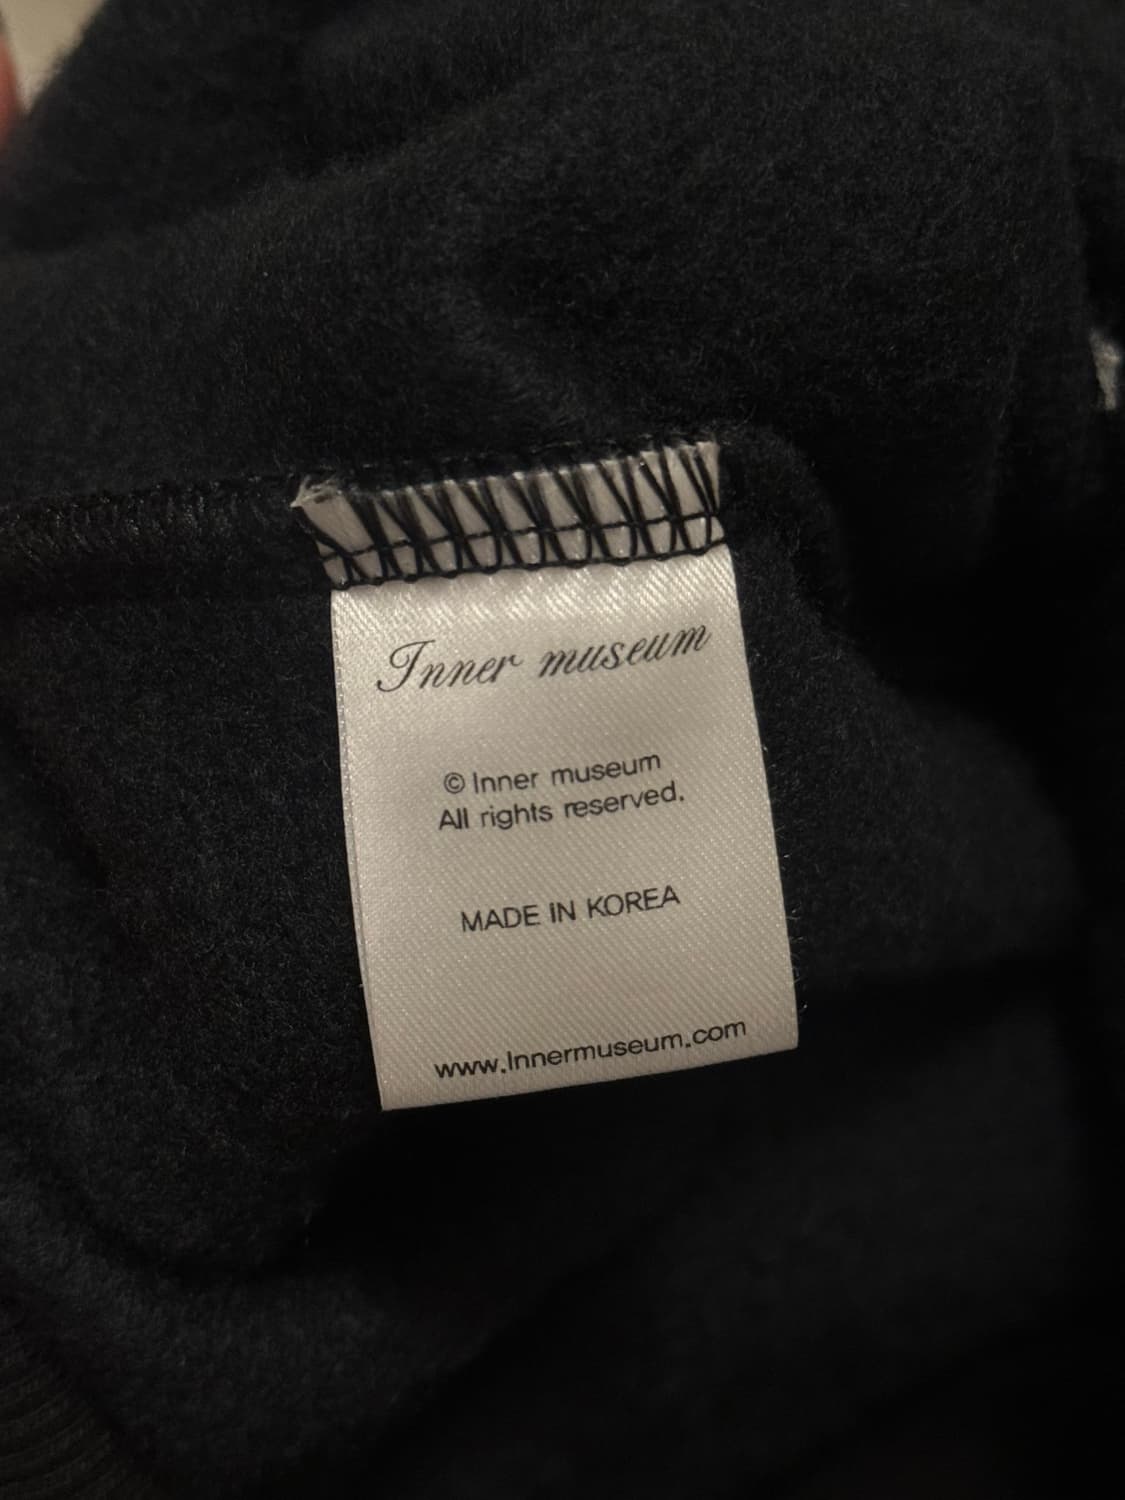 Inner museum
© Inner museum
All rights reserved.
MADE IN KOREA
www.Innermuseum.com